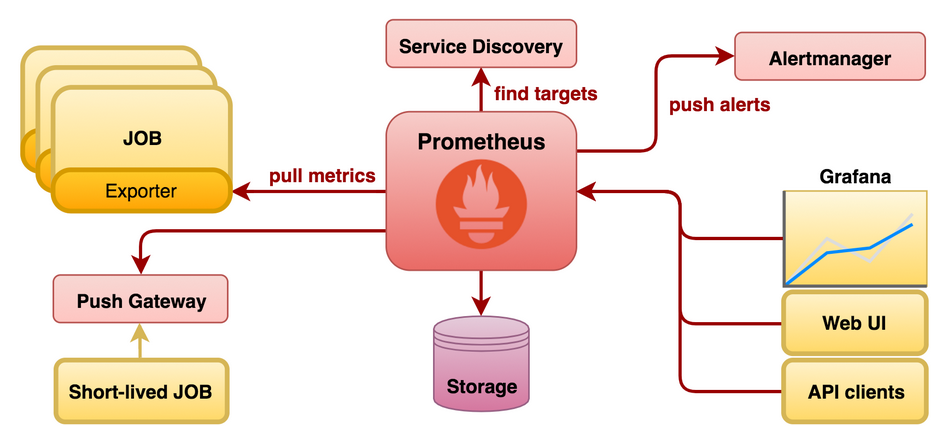 Service Discovery
Alertmanager
find targets
push alerts
JOB
Exporter
pull metrics
Prometheus
Grafana
Push Gateway
Web UI
Short-lived JOB
Storage
API clients